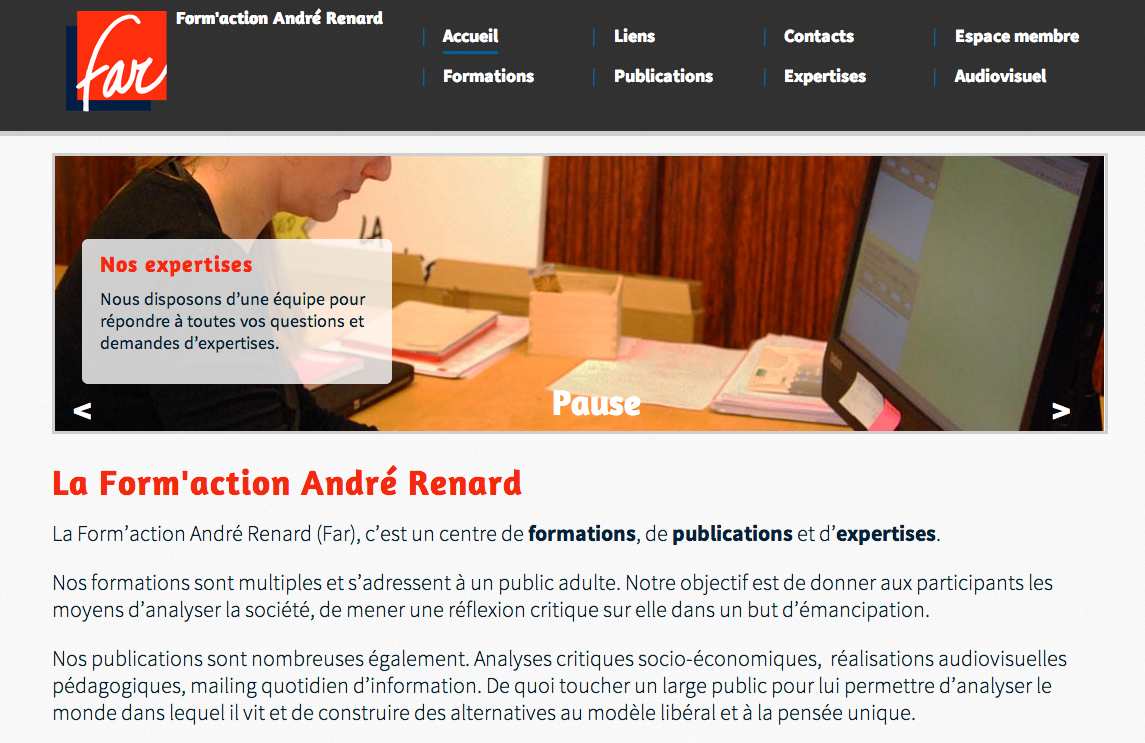 far
Form'action André Renard
Accueil
Liens
Contacts
Espace membre
Formations
Publications
Expertises
Audiovisuel
LA
Nos expertises
Nous disposons d’une équipe pour
répondre à toutes vos questions et
demandes d’expertises.
< Pause >
La Form'action André Renard
La Form’action André Renard (Far), c’est un centre de formations, de publications et d’expertises.
Nos formations sont multiples et s’adressent à un public adulte. Notre objectif est de donner aux participants les
moyens d’analyser la société, de mener une réflexion critique sur elle dans un but d’émancipation.
Nos publications sont nombreuses également. Analyses critiques socio-économiques,  réalisations audiovisuelles
pédagogiques, mailing quotidien d’information. De quoi toucher un large public pour lui permettre d’analyser le
monde dans lequel il vit et de construire des alternatives au modèle libéral et à la pensée unique.